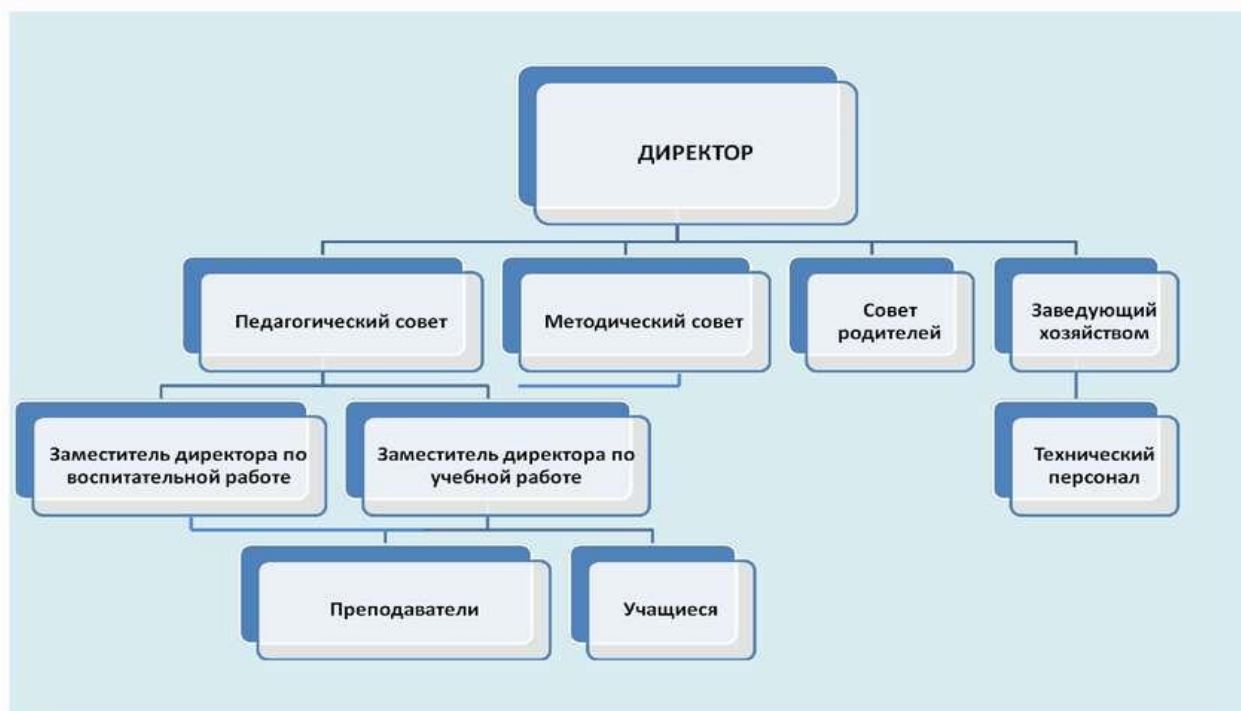 ДИРЕКТОР
Педагогический совет
Методический совет
Совет
родителей
Заведующий
хозяйством
Заместитель директора по
воспитательной работе
Заместитель директора по
учебной работе
Технический
персонал
Преподаватели
Учащиеся